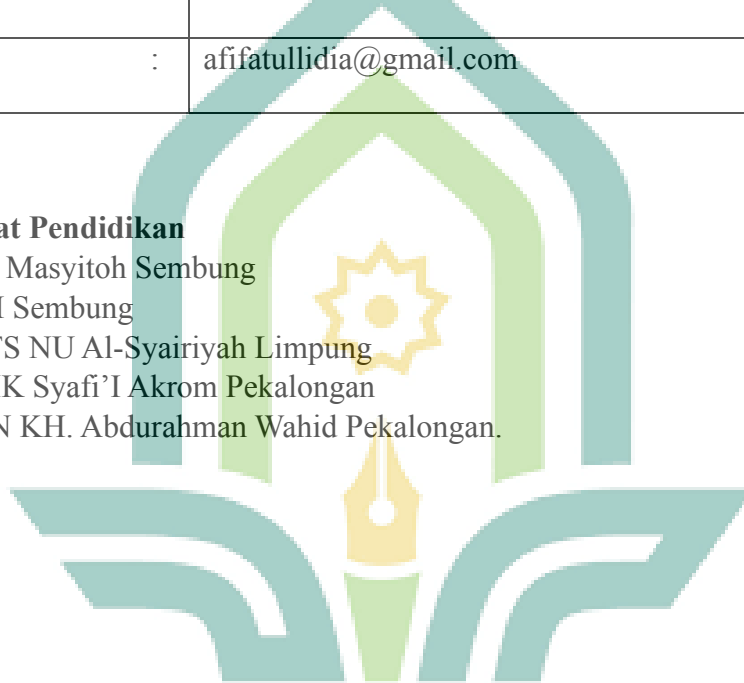 : afifatullidia@gmail.com
at Pendidikan
Masyitoh Sembung
I Sembung
TS NU Al-Syairiyah Limpung
IK Syafi’I Akrom Pekalongan
N KH. Abdurahman Wahid Pekalongan.